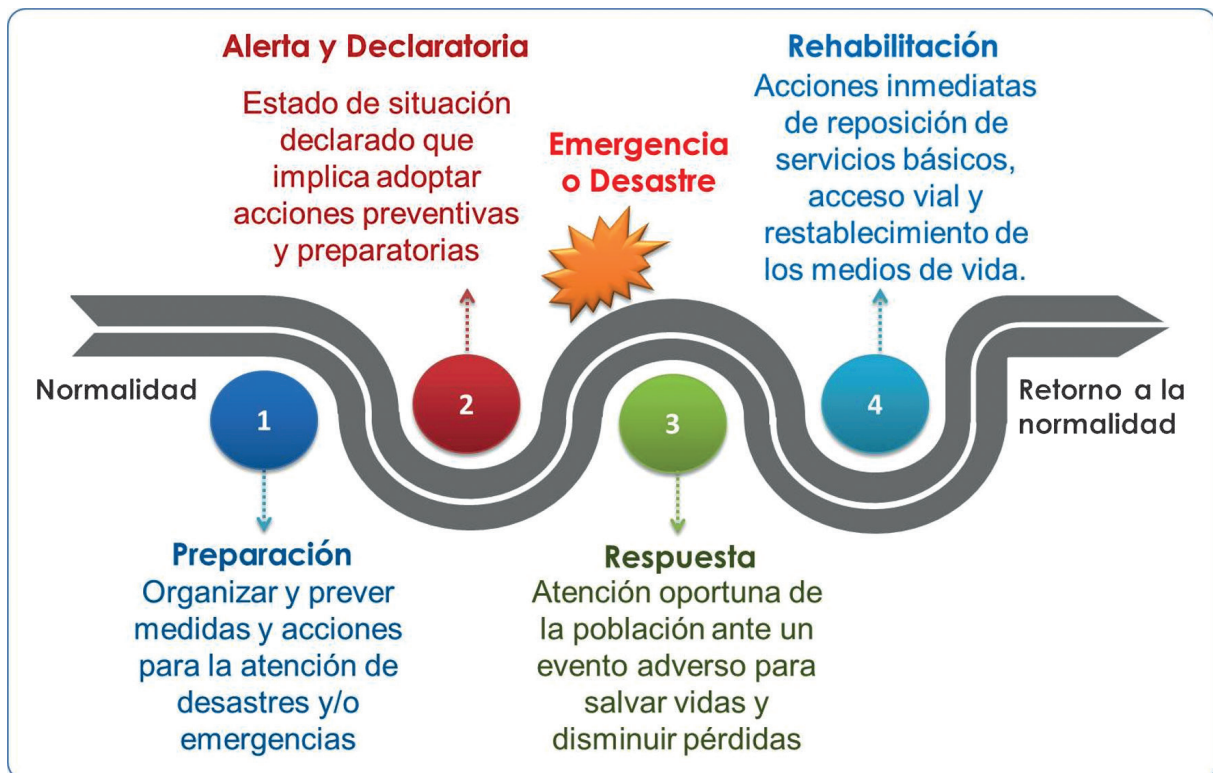 Alerta y Declaratoria
Estado de situación
declarado que
implica adoptar
acciones preventivas
y preparatorias
Emergencia
o Desastre
Rehabilitación
Acciones inmediatas
de reposición de
servicios básicos,
acceso vial y
restablecimiento de
los medios de vida.
Normalidad
1
2
3
4
Retorno a la
normalidad
Preparación
Organizar y prever
medidas y acciones
para la atención de
desastres y/o
emergencias
Respuesta
Atención oportuna de
la población ante un
evento adverso para
salvar vidas y
disminuir pérdidas